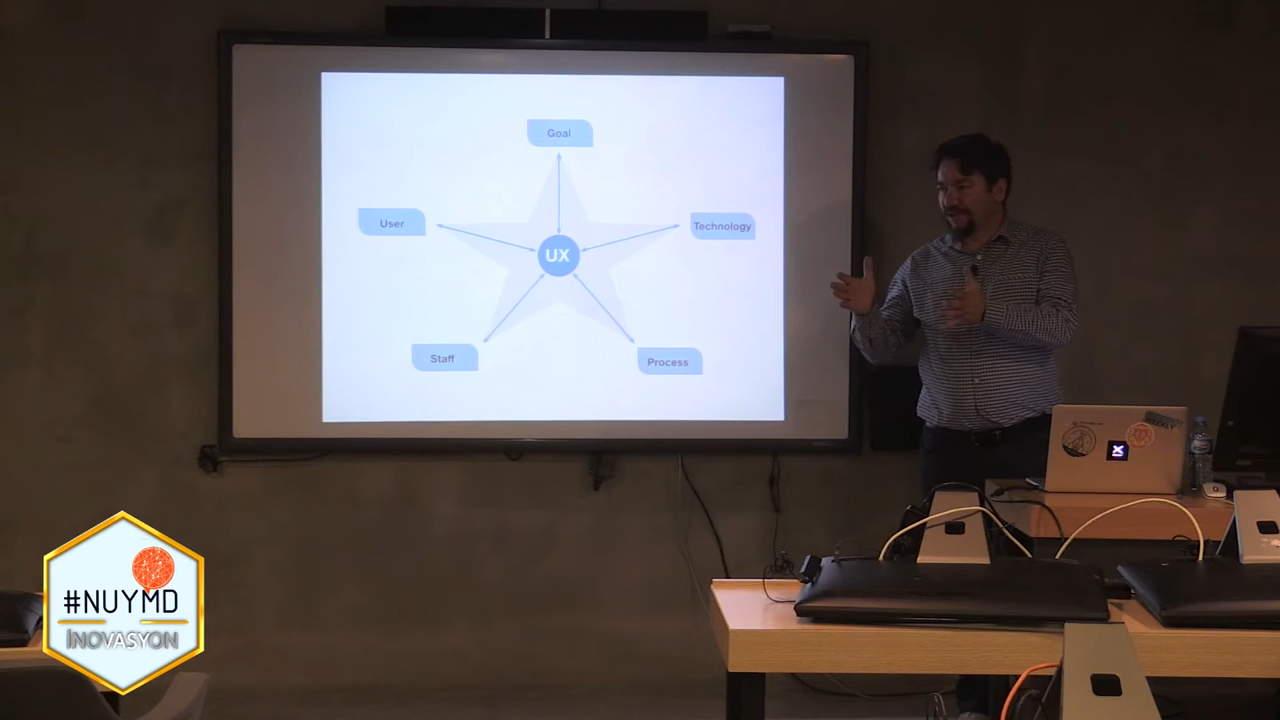 Goal
User
Technology
UX
Staff
Process
#NUYMD
İNOVASYON